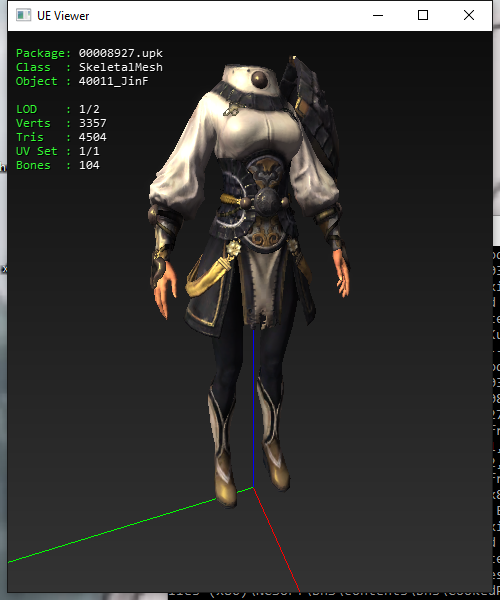 UE Viewer
Package: 00008927.upk
Class  : SkeletalMesh
Object : 40011_JinF
LOD    : 1/2
Verts  : 3357
Tris   : 4504
UV Set : 1/1
Bones  : 104